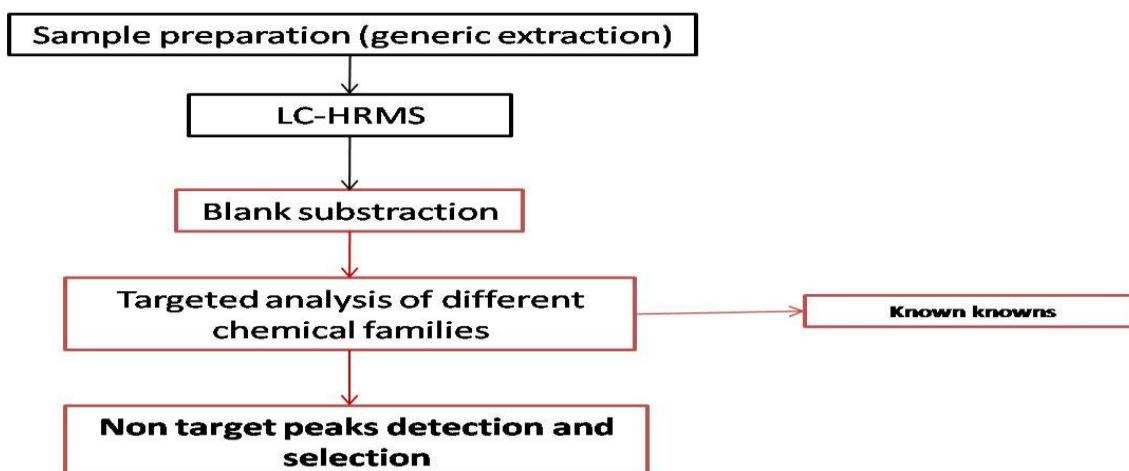 Sample preparation (generic extraction)
LC-HRMS
Blank substraction
Targeted analysis of different
chemical families
Known knowns
Non target peaks detection and
selection